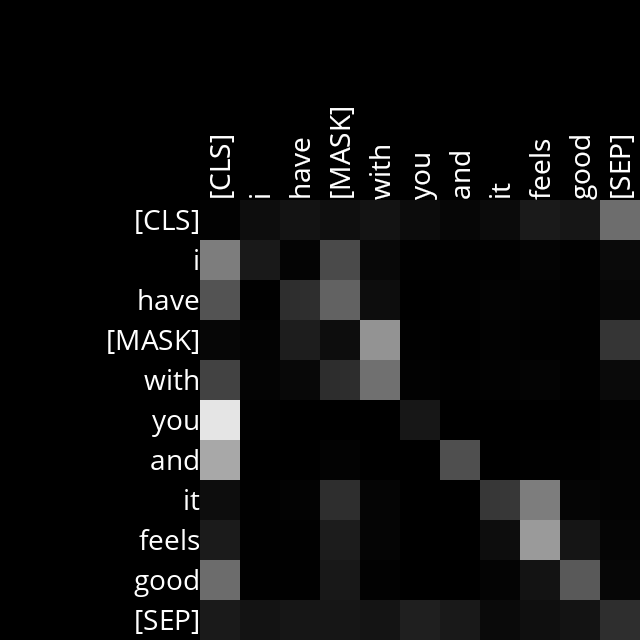 [CLS] i have [MASK] with you and it feels good [SEP]
[CLS]
i
have
[MASK]
with
you
and
it
feels
good
[SEP]